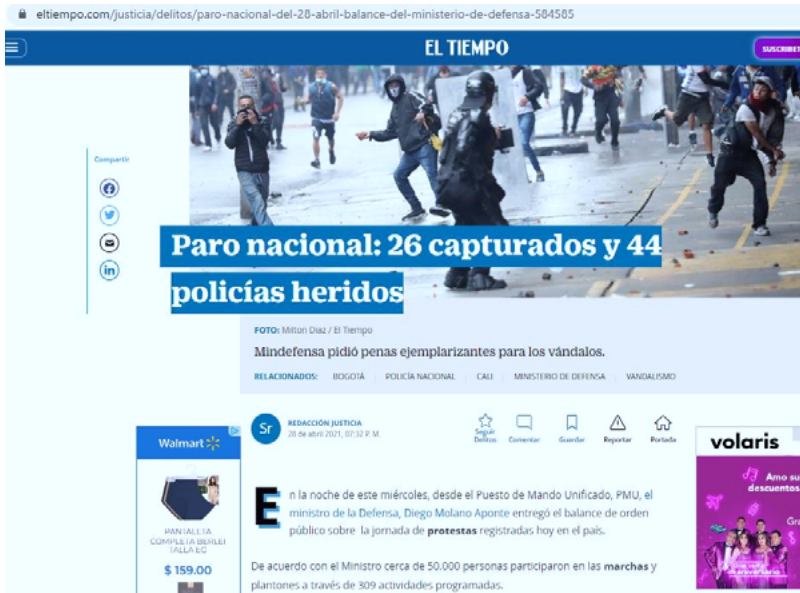 eltiempo.com/justicia/delitos/paro-nacional-del-28-abril-balance-del-ministerio-de-defensa-584585
EL TIEMPO
SUSCRIBET
Compartir
Paro nacional: 26 capturados y 44
policías heridos
FOTO: Milton Diaz / El Tiempo
Mindefensa pidió penas ejemplarizantes para los vándalos.
RELACIONADOS: BOGOTÁ POLICÍA NACIONAL CALI MINISTERIO DE DEFENSA VANDALISMO
Sr
REDACCIÓN JUSTICIA
28 de abril 2021, 07:32 P. M.
Seguir
Delitos
Comentar
Guardar
Reportar
Portada
En la noche de este miércoles, desde el Puesto de Mando Unificado, PMU, el
ministro de la Defensa, Diego Molano Aponte entregó el balance de orden
público sobre la jornada de protestas registradas hoy en el país.
De acuerdo con el Ministro cerca de 50.000 personas participaron en las marchas y
plantones a través de 309 actividades programadas.
Walmart
PANTALETA
COMPLETA BERLEI
TALLA EG
$ 159.00
volaris
Amo su
descuentos
Gra